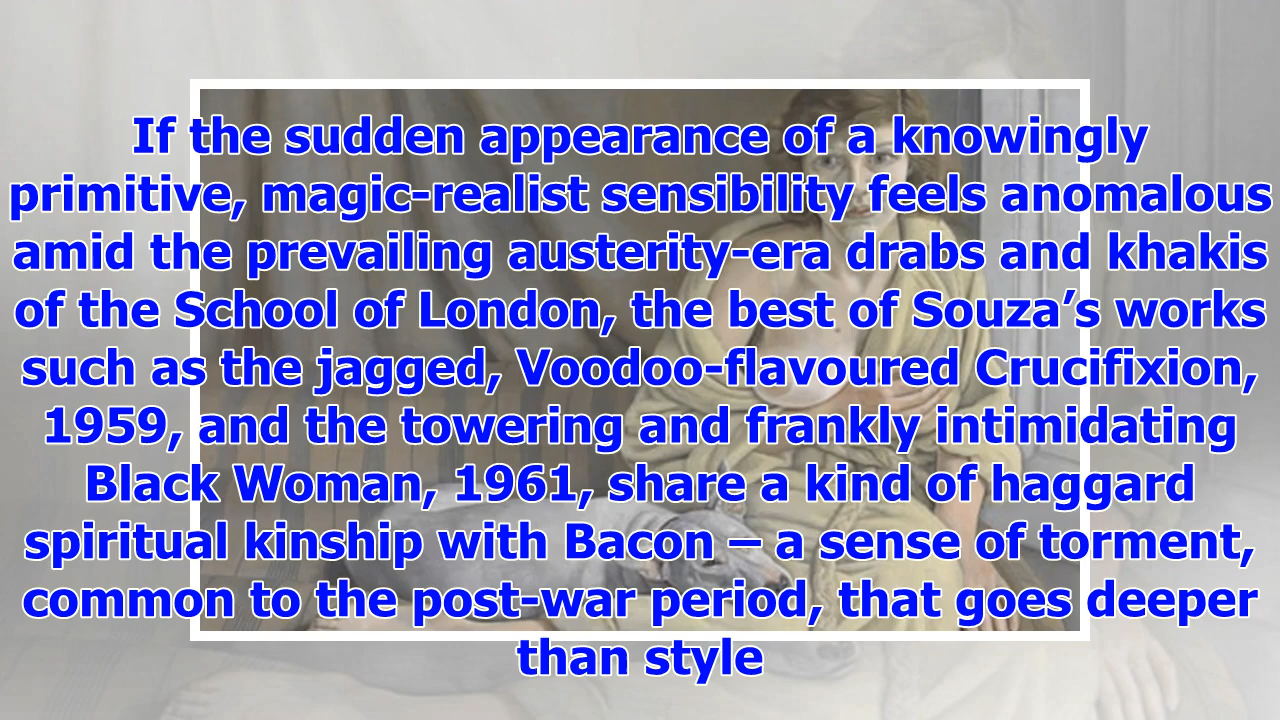 If the sudden appearance of a knowingly
primitive, magic-realist sensibility feels anomalous
amid the prevailing austerity-era drabs and khakis
of the School of London, the best of Souza’s works
such as the jagged, Voodoo-flavoured Crucifixion,
1959, and the towering and frankly intimidating
Black Woman, 1961, share a kind of haggard
spiritual kinship with Bacon – a sense of torment,
common to the post-war period, that goes deeper
than style